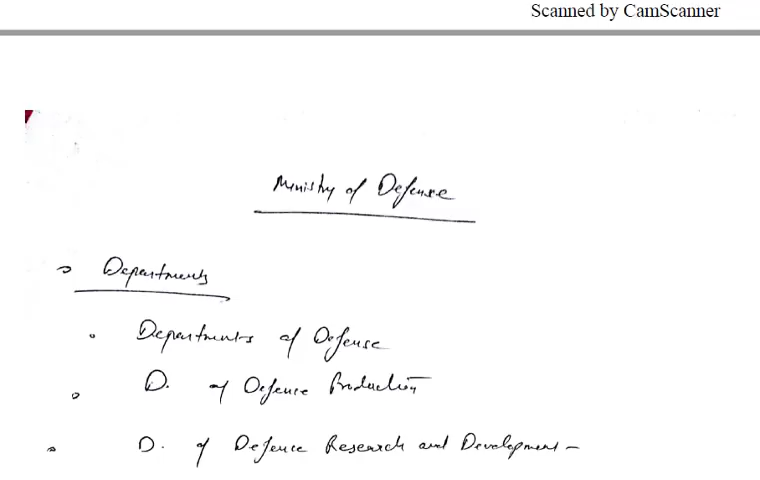 Scanned by CamScanner
Ministry of Defense
Departments
Departments of Defense
D. of Defence Production
D. of Defence Research and Development -